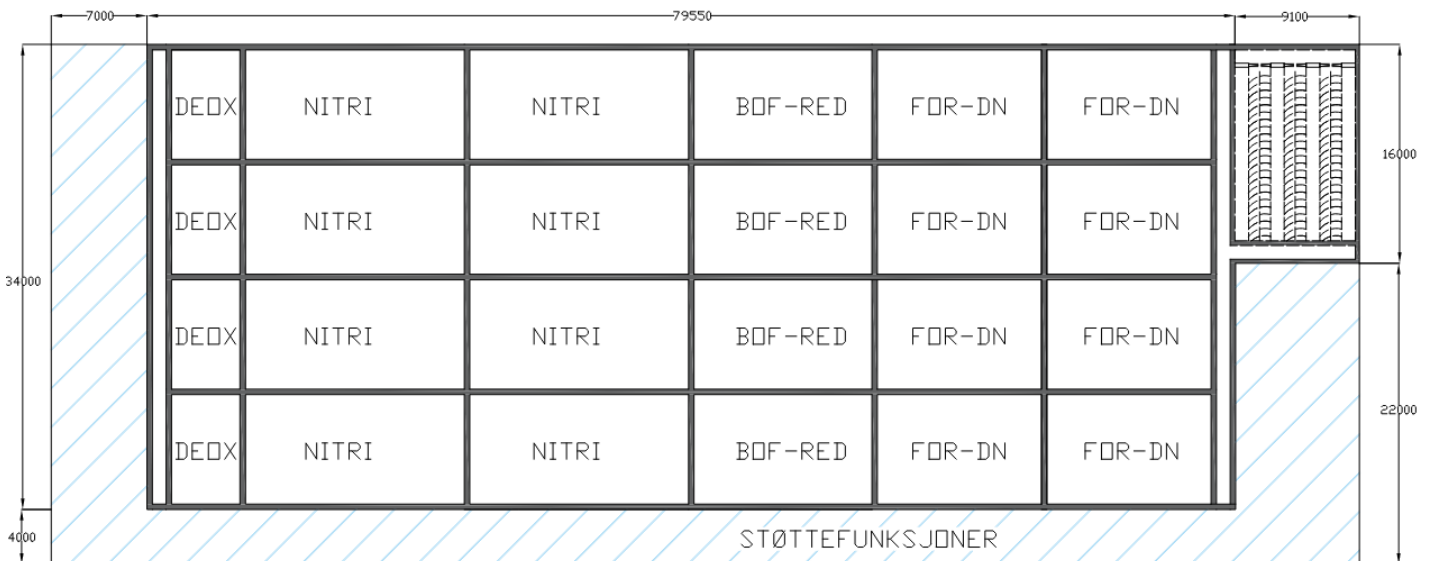 7000 79550 9100
DEOX NITRI NITRI BOF-RED FOR-DN FOR-DN
16000
DEOX NITRI NITRI BOF-RED FOR-DN FOR-DN
34000
DEOX NITRI NITRI BOF-RED FOR-DN FOR-DN
22000
DEOX NITRI NITRI BOF-RED FOR-DN FOR-DN
4000
STØTTEFUNKSJONER